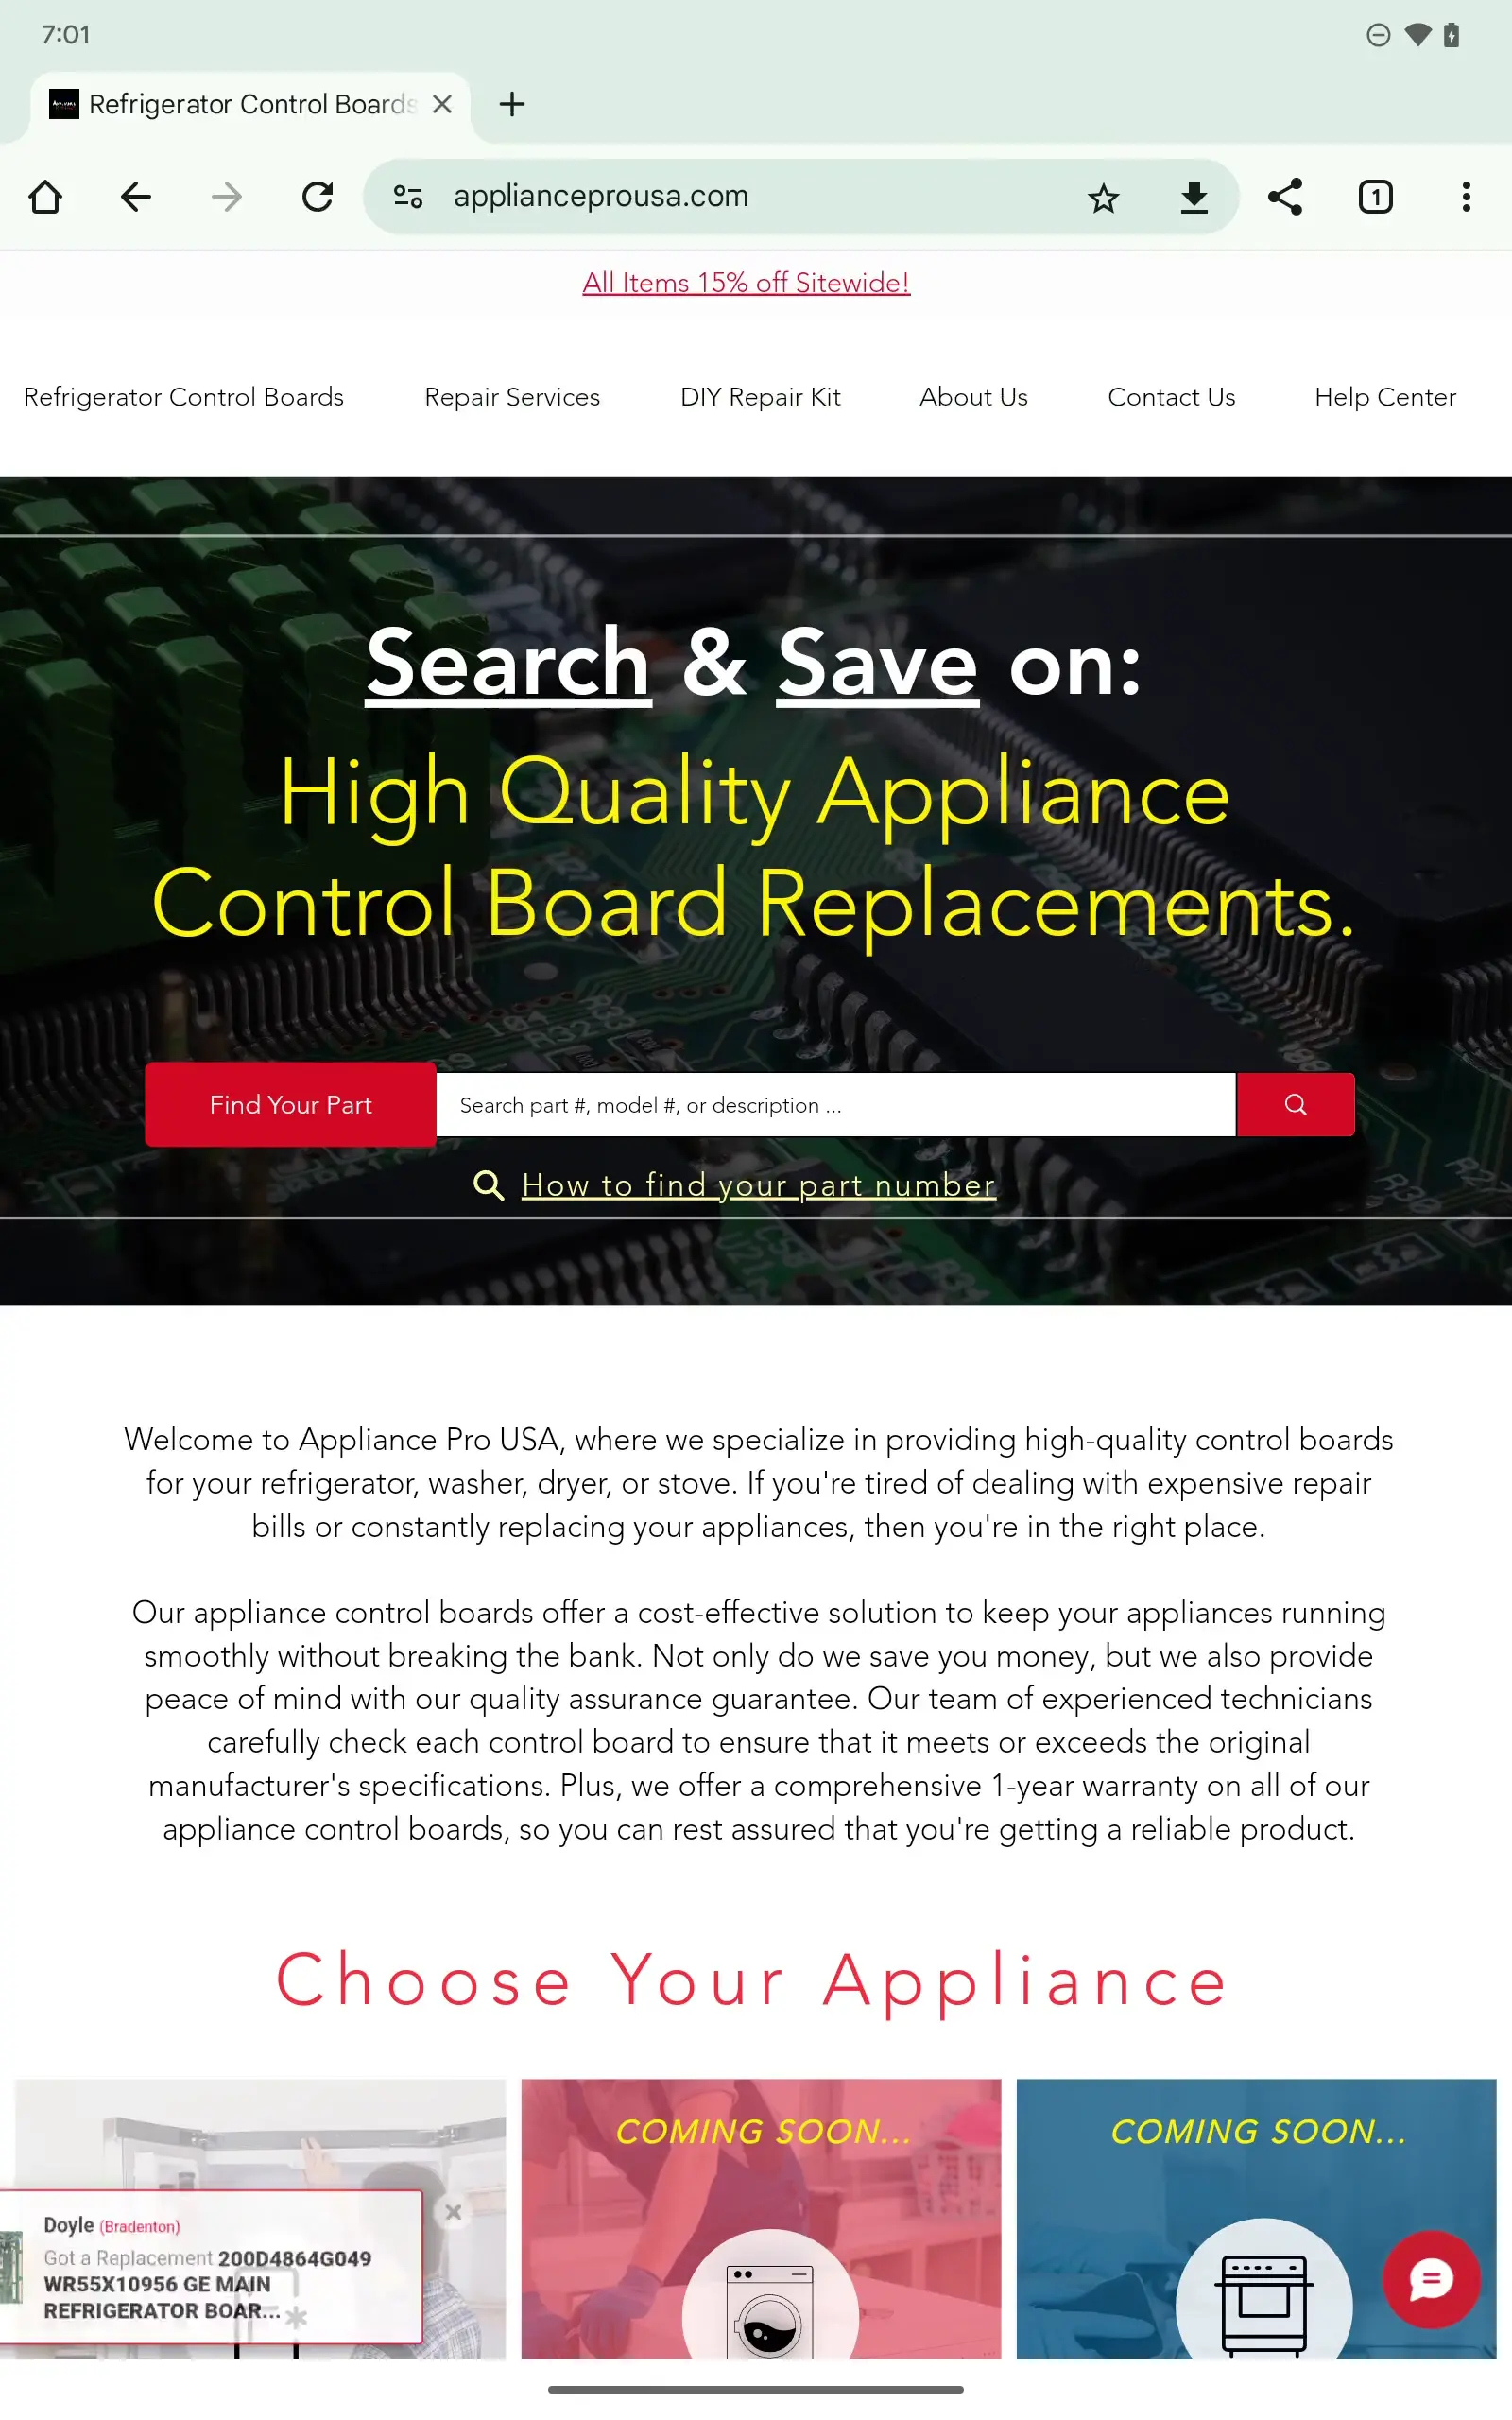 7:01
Refrigerator Control Boards
applianceprousa.com
1
All Items 15% off Sitewide!
Refrigerator Control Boards
Repair Services
DIY Repair Kit
About Us
Contact Us
Help Center
Search & Save on:
High Quality Appliance
Control Board Replacements.
Find Your Part
Search part #, model #, or description ...
How to find your part number
Welcome to Appliance Pro USA, where we specialize in providing high-quality control boards
for your refrigerator, washer, dryer, or stove. If you're tired of dealing with expensive repair
bills or constantly replacing your appliances, then you're in the right place.
Our appliance control boards offer a cost-effective solution to keep your appliances running
smoothly without breaking the bank. Not only do we save you money, but we also provide
peace of mind with our quality assurance guarantee. Our team of experienced technicians
carefully check each control board to ensure that it meets or exceeds the original
manufacturer's specifications. Plus, we offer a comprehensive 1-year warranty on all of our
appliance control boards, so you can rest assured that you're getting a reliable product.
Choose Your Appliance
COMING SOON...
COMING SOON...
Doyle (Bradenton)
Got a Replacement 200D4864G049
WR55X10956 GE MAIN
REFRIGERATOR BOAR...